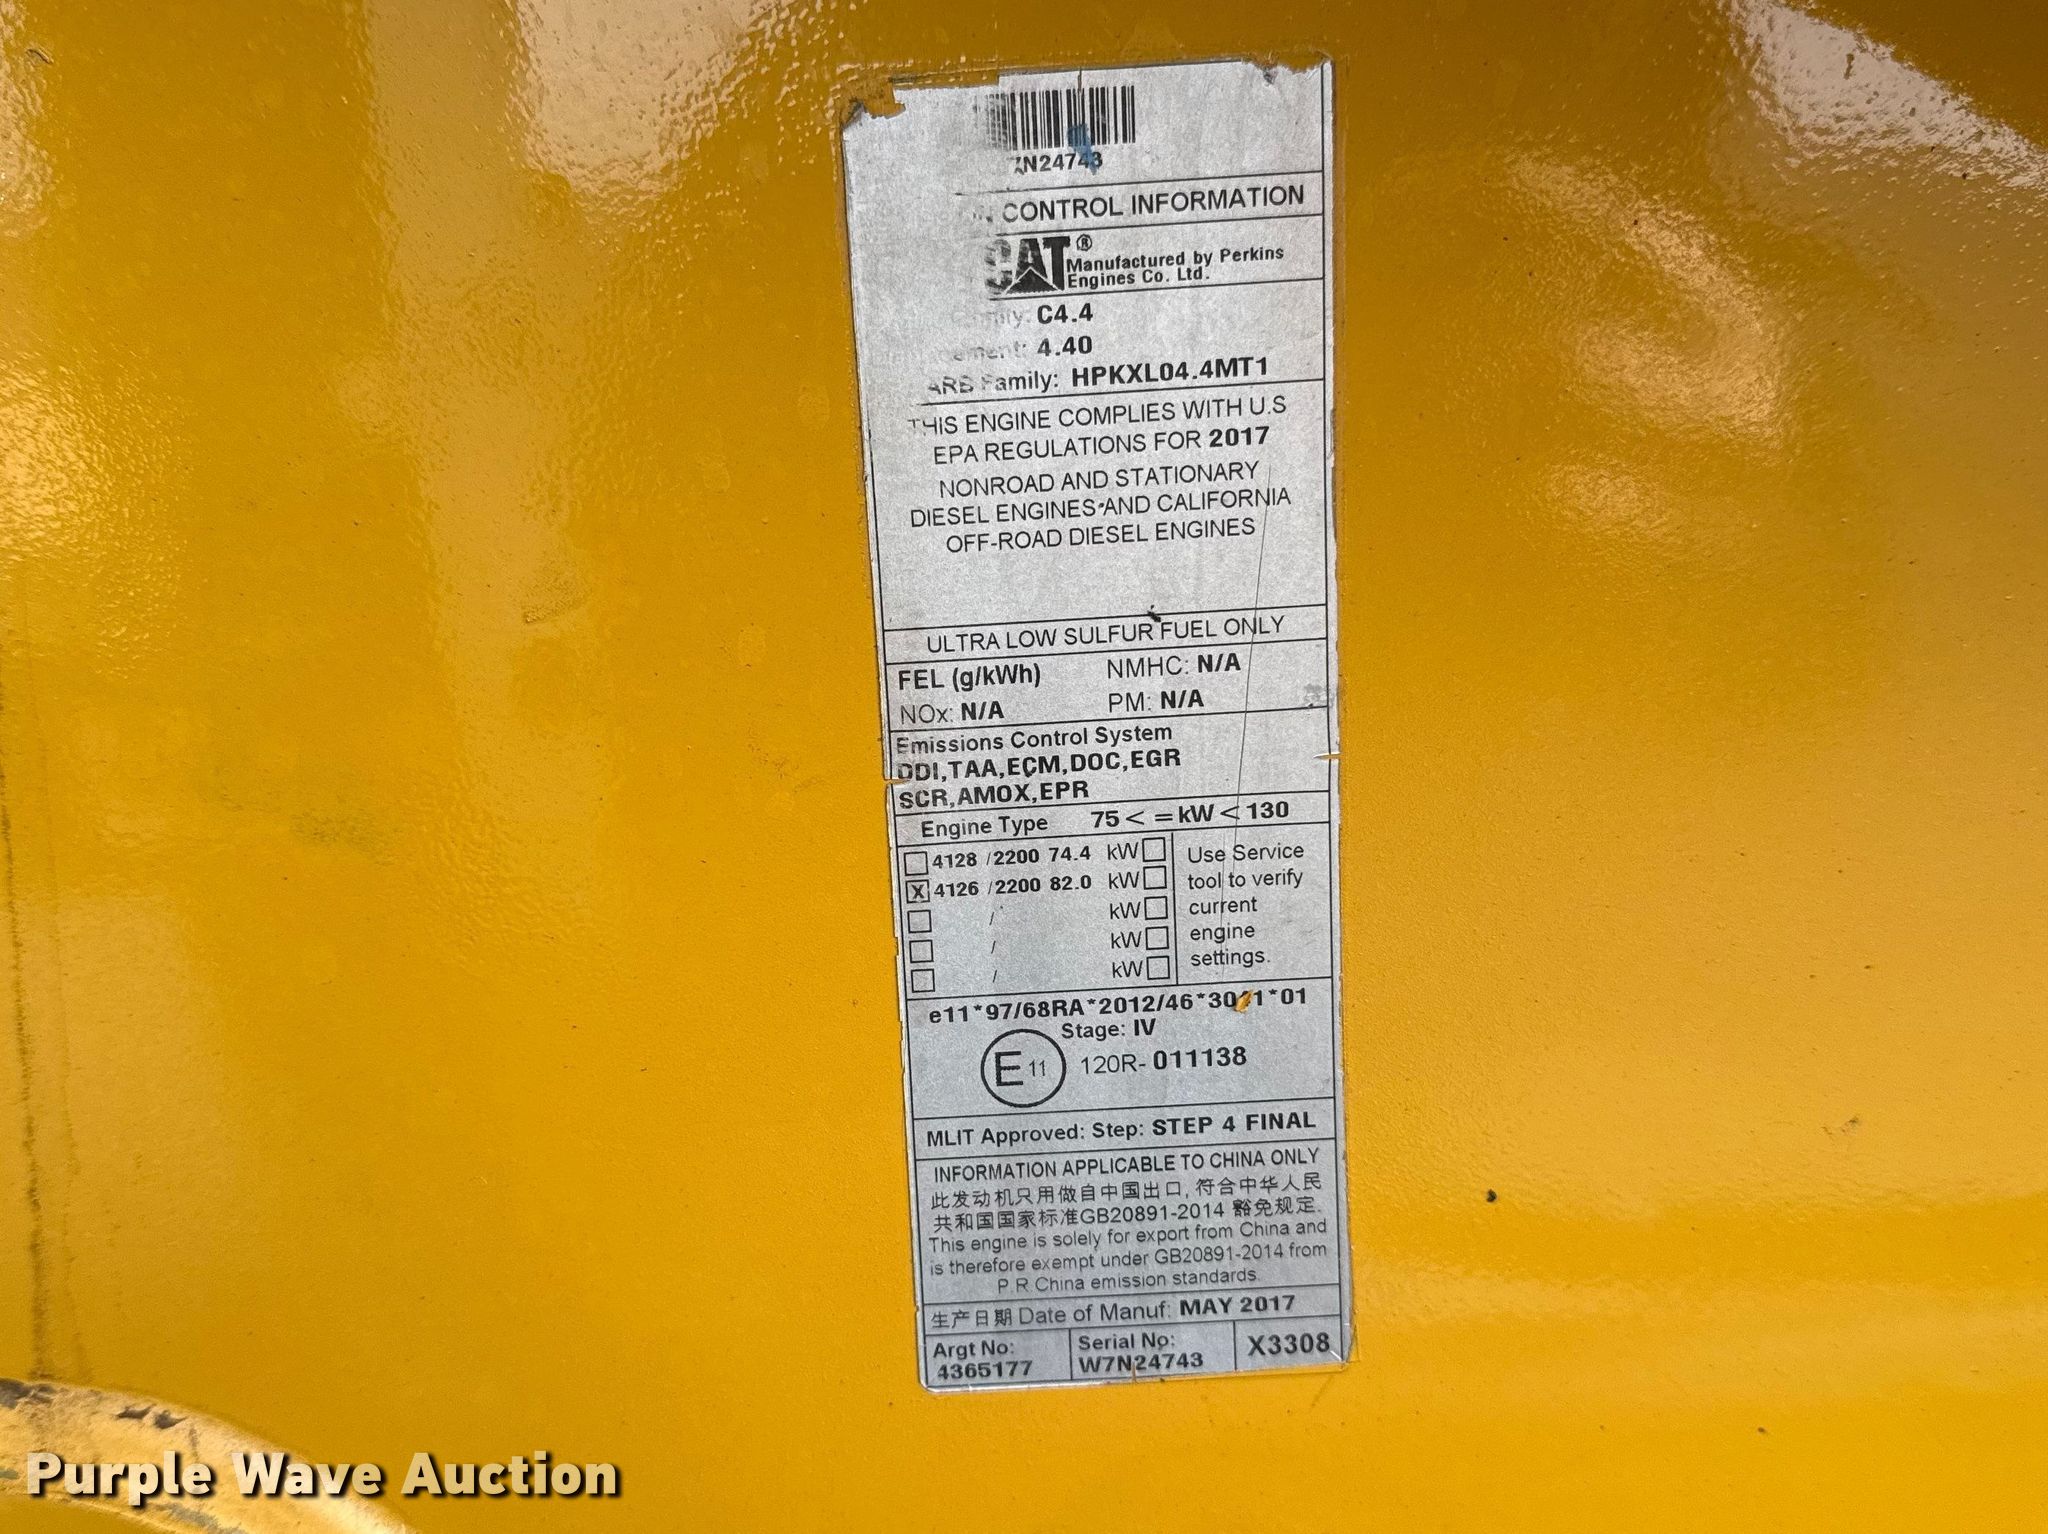 7N24743
CONTROL INFORMATION
CAT® Manufactured by Perkins
Engines Co. Ltd.
C4.4
4.40
ARB Family: HPKXL04.4MT1
THIS ENGINE COMPLIES WITH U.S
EPA REGULATIONS FOR 2017
NONROAD AND STATIONARY
DIESEL ENGINES AND CALIFORNIA
OFF-ROAD DIESEL ENGINES
ULTRA LOW SULFUR FUEL ONLY
FEL (g/kWh) NMHC: N/A
NOx: N/A PM: N/A
Emissions Control System
DDI,TAA,ECM,DOC,EGR
SCR,AMOX,EPR
Engine Type 75 < = kW < 130
4128 /2200 74.4 kW
X 4126 /2200 82.0 kW
/ kW
/ kW
/ kW
Use Service
tool to verify
current
engine
settings.
e11*97/68RA*2012/46*3041*01
Stage: IV
E 11 120R-011138
MLIT Approved: Step: STEP 4 FINAL
INFORMATION APPLICABLE TO CHINA ONLY
此发动机只用做自中国出口, 符合中华人民
共和国国家标准GB20891-2014 豁免规定.
This engine is solely for export from China and
is therefore exempt under GB20891-2014 from
P.R.China emission standards.
生产日期 Date of Manuf: MAY 2017
Argt No:
4365177
Serial No:
W7N24743
X3308
Purple Wave Auction